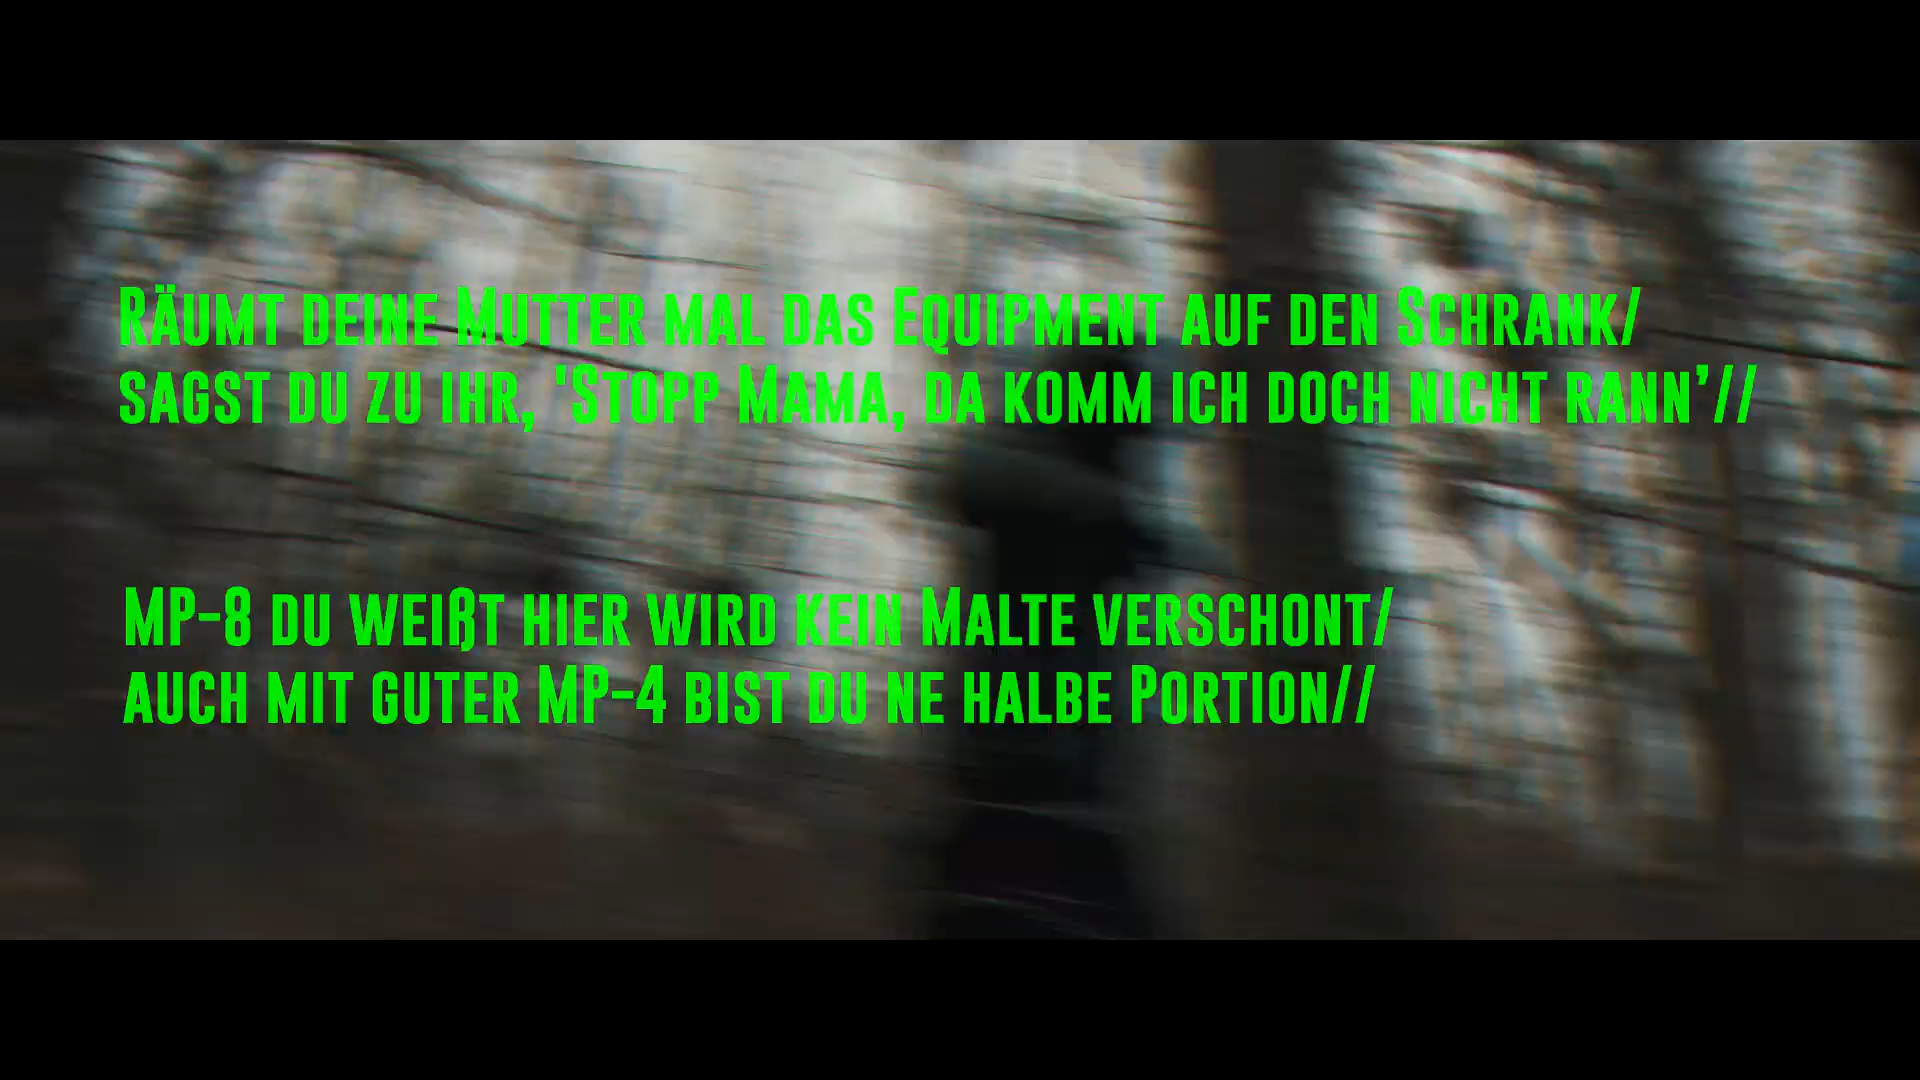 Räumt deine Mutter mal das Equipment auf den Schrank/
sagst du zu ihr, 'Stopp Mama, da komm ich doch nicht rann’//
MP-8 du weißt hier wird kein Malte verschont/
auch mit guter MP-4 bist du ne halbe Portion//